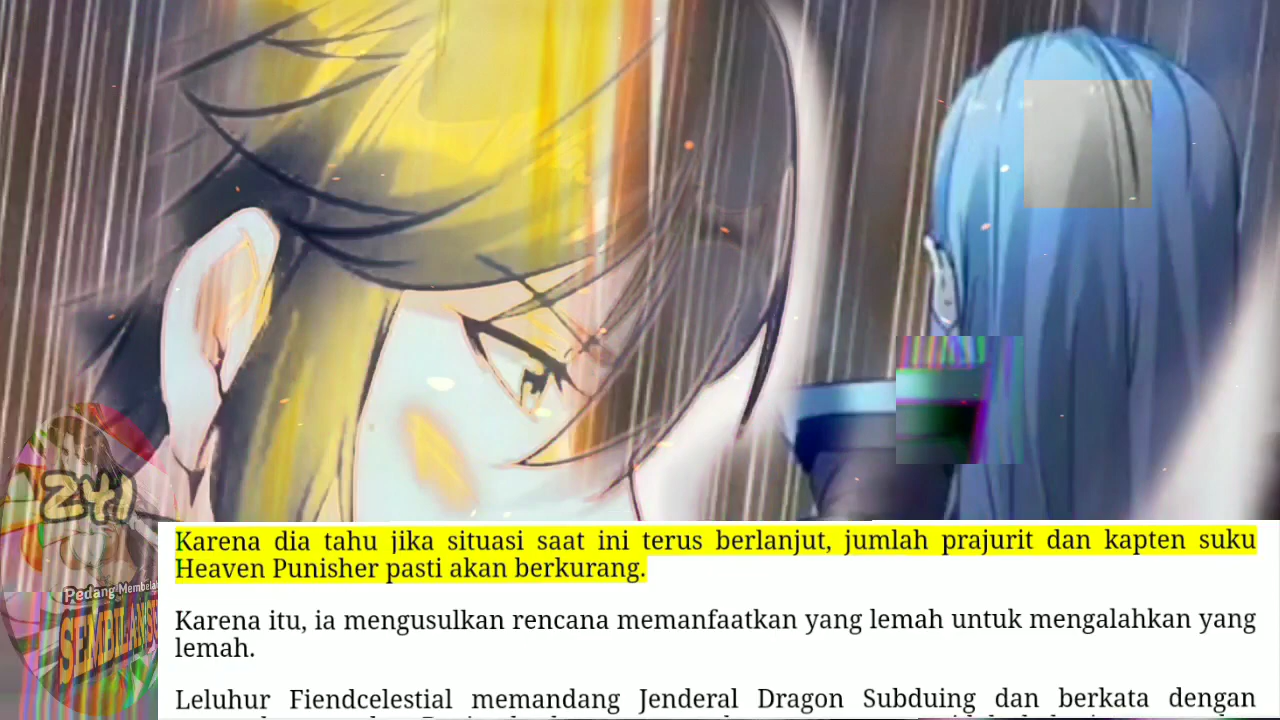 241
Pedang Membelah
SEMBILAN
Karena dia tahu jika situasi saat ini terus berlanjut, jumlah prajurit dan kapten suku
Heaven Punisher pasti akan berkurang.
Karena itu, ia mengusulkan rencana memanfaatkan yang lemah untuk mengalahkan yang
lemah.
Leluhur Fiendcelestial memandang Jenderal Dragon Subduing dan berkata dengan